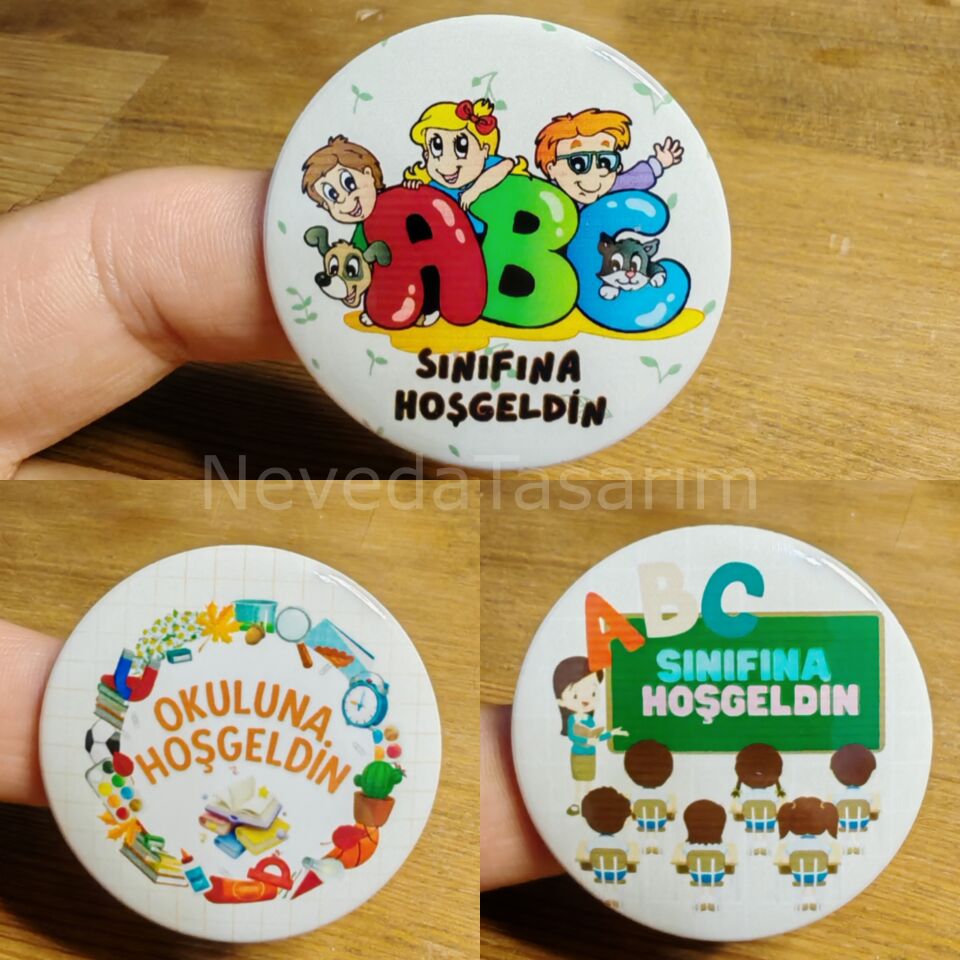 ABC
SINIFINA
HOŞGELDİN
NevedaTasarım
OKULUNA
HOŞGELDİN
ABC
SINIFINA
HOŞGELDİN